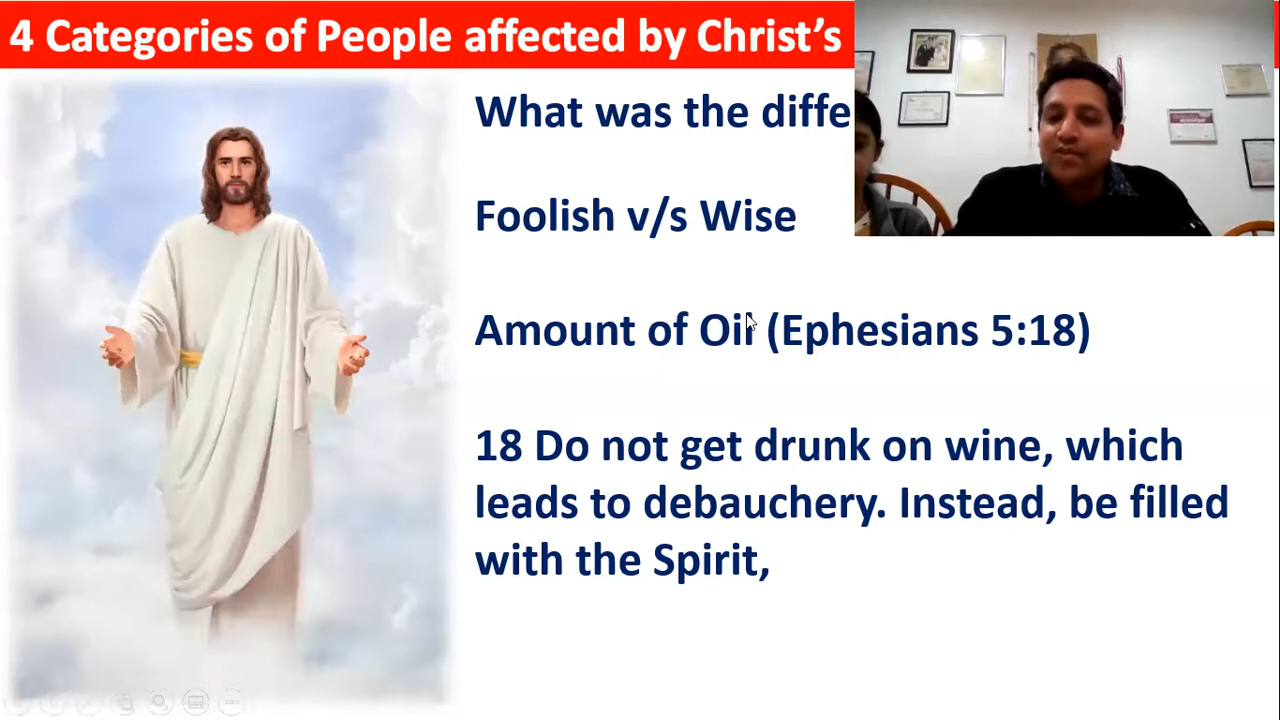 4 Categories of People affected by Christ’s
What was the diffe
Foolish v/s Wise
Amount of Oil (Ephesians 5:18)
18 Do not get drunk on wine, which
leads to debauchery. Instead, be filled
with the Spirit,